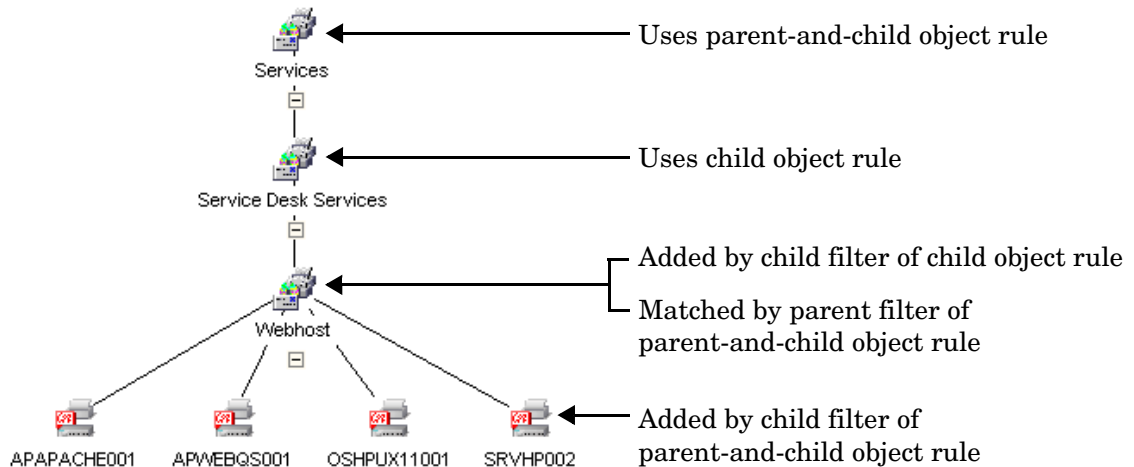 Uses parent-and-child object rule
Services
Uses child object rule
Service Desk Services
Added by child filter of child object rule
Matched by parent filter of
parent-and-child object rule
Webhost
Added by child filter of
parent-and-child object rule
APAPACHE001
APWEBQS001
OSHPUX11001
SRVHP002